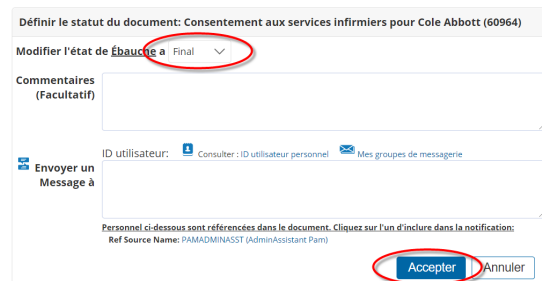 Définir le statut du document: Consentement aux services infirmiers pour Cole Abbott (60964)
Modifier l'état de Ébauche a Final
Commentaires
(Facultatif)
ID utilisateur: Consulter : ID utilisateur personnel Mes groupes de messagerie
Envoyer un
Message à
Personnel ci-dessous sont référencées dans le document. Cliquez sur l'un d'inclure dans la notification:
Ref Source Name: PAMADMINASST (AdminAssistant Pam)
Accepter Annuler